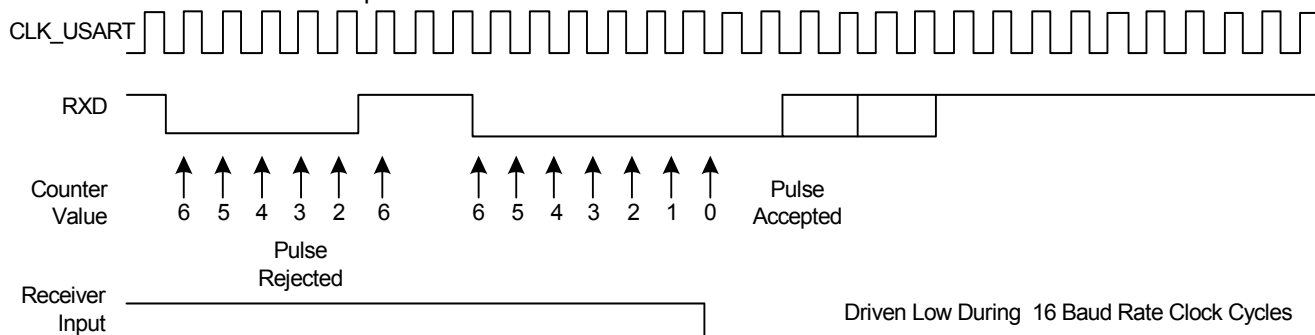 CLK_USART
RXD
Counter
Value
6 5 4 3 2 6 6 5 4 3 2 1 0
Pulse
Accepted
Pulse
Rejected
Receiver
Input
Driven Low During 16 Baud Rate Clock Cycles